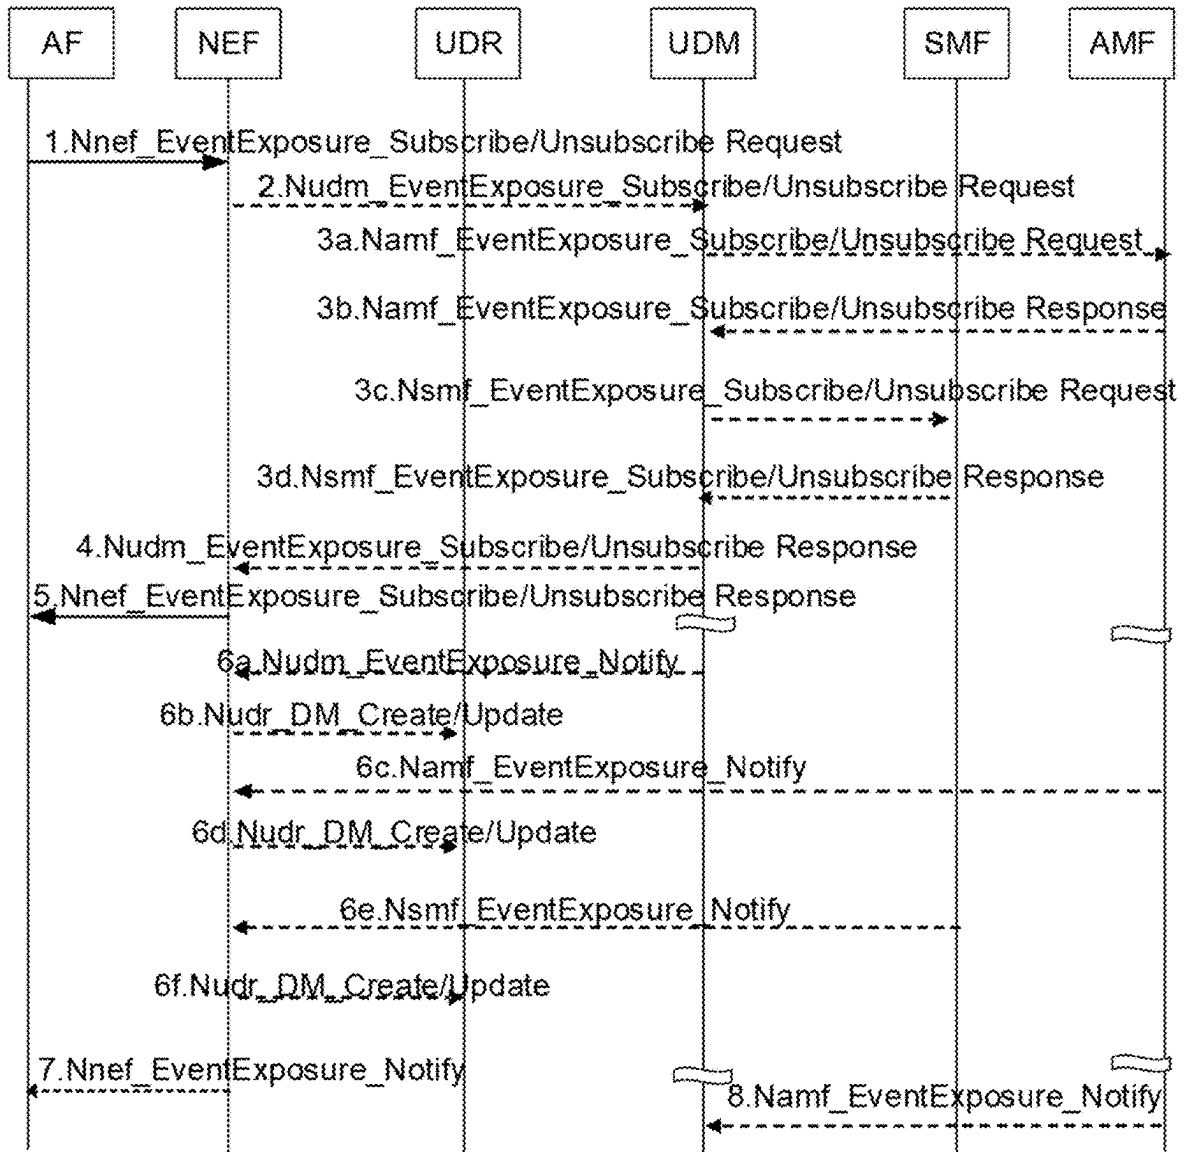 AF NEF UDR UDM SMF AMF
1.Nnef_EventExposure_Subscribe/Unsubscribe Request
2.Nudm_EventExposure_Subscribe/Unsubscribe Request
3a.Namf_EventExposure_Subscribe/Unsubscribe Request
3b.Namf_EventExposure_Subscribe/Unsubscribe Response
3c.Nsmf_EventExposure_Subscribe/Unsubscribe Request
3d.Nsmf_EventExposure_Subscribe/Unsubscribe Response
4.Nudm_EventExposure_Subscribe/Unsubscribe Response
5.Nnef_EventExposure_Subscribe/Unsubscribe Response
6a.Nudm_EventExposure_Notify
6b.Nudr_DM_Create/Update
6c.Namf_EventExposure_Notify
6d.Nudr_DM_Create/Update
6e.Nsmf_EventExposure_Notify
6f.Nudr_DM_Create/Update
7.Nnef_EventExposure_Notify
8.Namf_EventExposure_Notify